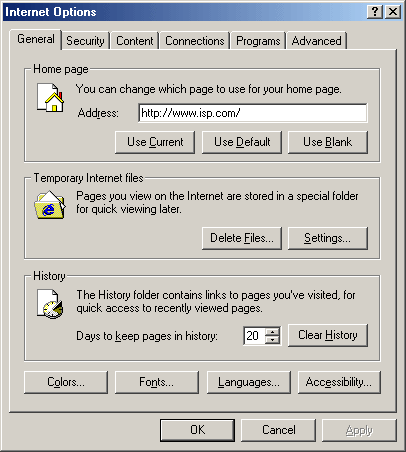 Internet Options
General Security Content Connections Programs Advanced
Home page
You can change which page to use for your home page.
Address: http://www.isp.com/
Use Current Use Default Use Blank
Temporary Internet files
Pages you view on the Internet are stored in a special folder
for quick viewing later.
Delete Files... Settings...
History
The History folder contains links to pages you've visited, for
quick access to recently viewed pages.
Days to keep pages in history: 20 Clear History
Colors... Fonts... Languages... Accessibility...
OK Cancel Apply